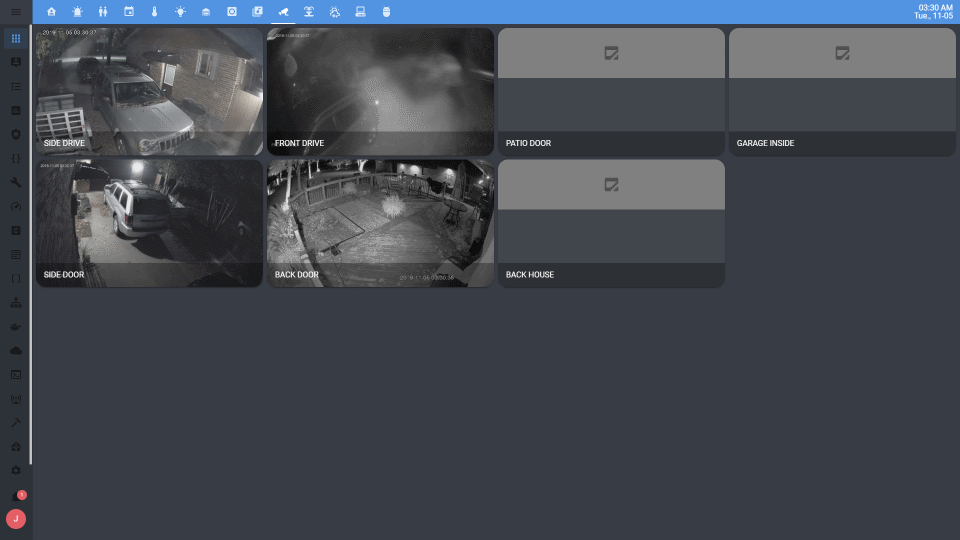 03:30 AM
Tue., 11-05
2019-11-05 03:30:37
SIDE DRIVE
2019-11-05 03:30:37
FRONT DRIVE
PATIO DOOR
GARAGE INSIDE
2019-11-05 03:30:37
SIDE DOOR
2019-11-05 03:30:36
BACK DOOR
BACK HOUSE
1
J